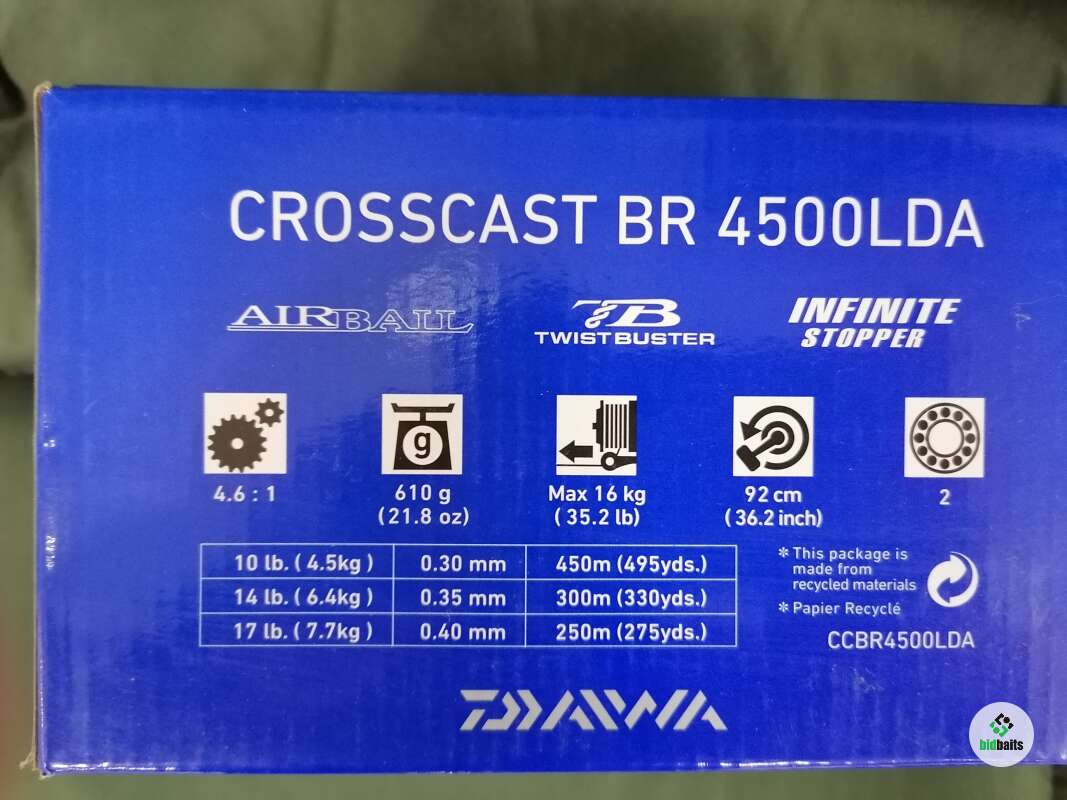 CROSSCAST BR 4500LDA
AIRBAIL
TB
TWISTBUSTER
INFINITE
STOPPER
4.6 : 1
g
610 g
(21.8 oz)
Max 16 kg
(35.2 lb)
92 cm
(36.2 inch)
2
10 lb. (4.5kg) 0.30 mm 450m (495yds.)
14 lb. (6.4kg) 0.35 mm 300m (330yds.)
17 lb. (7.7kg) 0.40 mm 250m (275yds.)
* This package is
made from
recycled materials
* Papier Recyclé
CCBR4500LDA
DAIWA
bidbaits